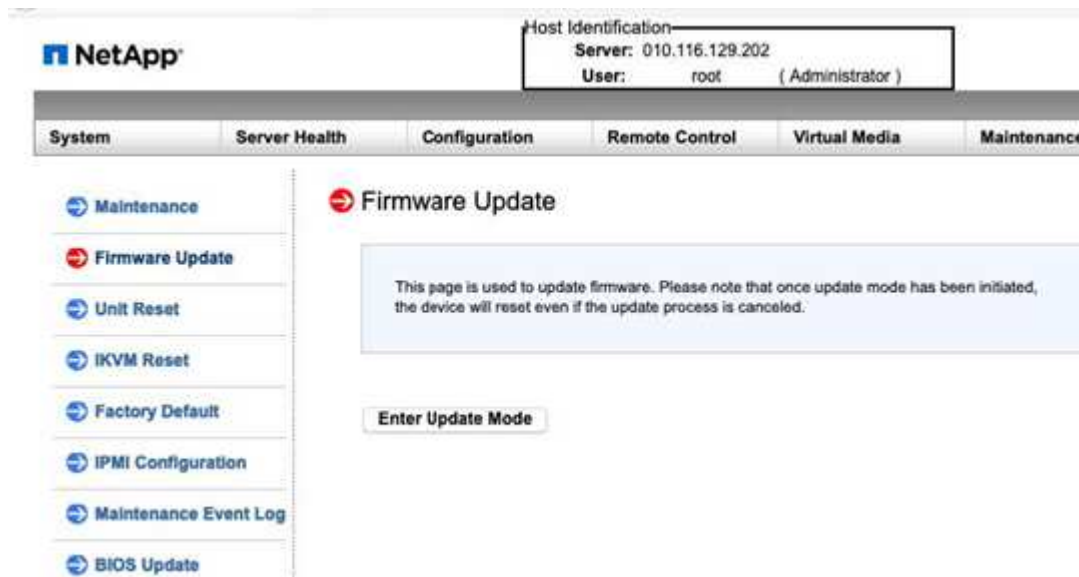 Host Identification
NetApp
Server: 010.116.129.202
User: root ( Administrator )
System Server Health Configuration Remote Control Virtual Media Maintenance
Maintenance
Firmware Update
Unit Reset
IKVM Reset
Factory Default
IPMI Configuration
Maintenance Event Log
BIOS Update
Firmware Update
This page is used to update firmware. Please note that once update mode has been initiated,
the device will reset even if the update process is canceled.
Enter Update Mode